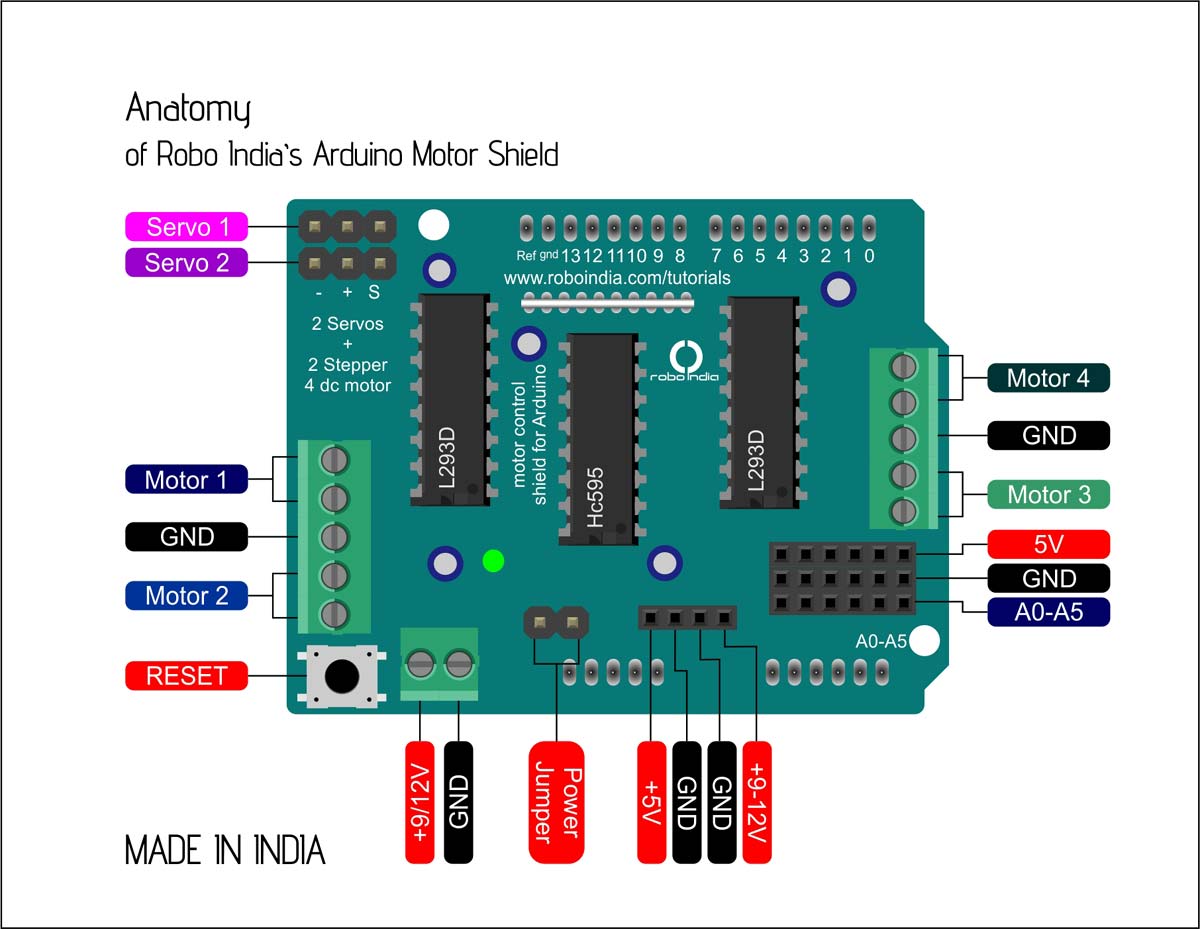 Anatomy
of Robo India's Arduino Motor Shield
Servo 1
Servo 2
- + S
2 Servos
+
2 Stepper
4 dc motor
Ref gnd 13 12 11 10 9 8 7 6 5 4 3 2 1 0
www.roboindia.com/tutorials
L293D
motor control
shield for Arduino
Hc595
robo india
L293D
Motor 1
GND
Motor 2
RESET
Motor 4
GND
Motor 3
5V
GND
A0-A5
A0-A5
+9/12V
GND
Power
Jumper
+5V
GND
GND
+9-12V
MADE IN INDIA